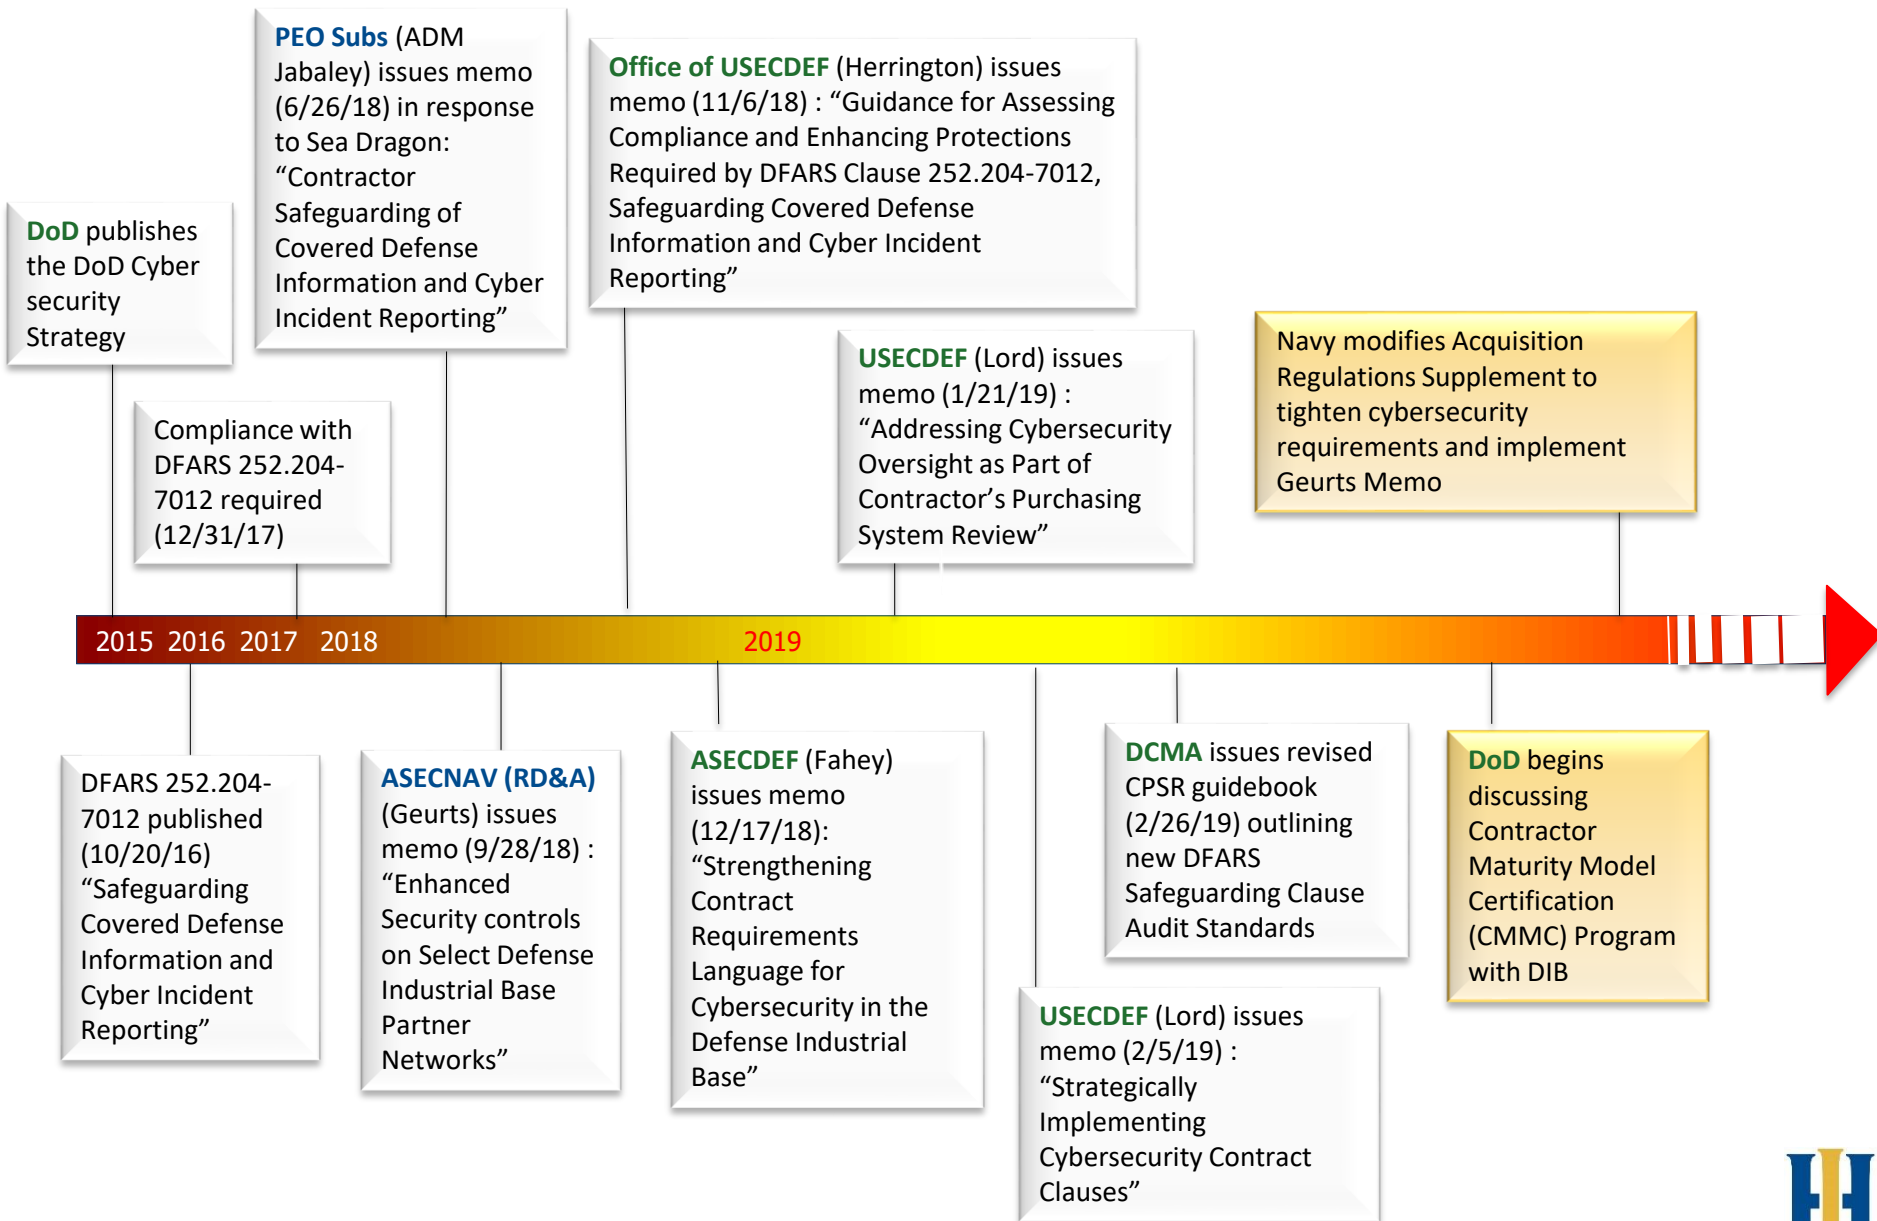 PEO Subs (ADM
Jabaley) issues memo
(6/26/18) in response
to Sea Dragon:
“Contractor
Safeguarding of
Covered Defense
Information and Cyber
Incident Reporting”
Office of USECDEF (Herrington) issues
memo (11/6/18) : “Guidance for Assessing
Compliance and Enhancing Protections
Required by DFARS Clause 252.204-7012,
Safeguarding Covered Defense
Information and Cyber Incident
Reporting”
DoD publishes
the DoD Cyber
security
Strategy
Compliance with
DFARS 252.204-
7012 required
(12/31/17)
USECDEF (Lord) issues
memo (1/21/19) :
“Addressing Cybersecurity
Oversight as Part of
Contractor’s Purchasing
System Review”
Navy modifies Acquisition
Regulations Supplement to
tighten cybersecurity
requirements and implement
Geurts Memo
2015 2016 2017 2018 2019
DFARS 252.204-
7012 published
(10/20/16)
“Safeguarding
Covered Defense
Information and
Cyber Incident
Reporting”
ASECNAV (RD&A)
(Geurts) issues
memo (9/28/18) :
“Enhanced
Security controls
on Select Defense
Industrial Base
Partner
Networks”
ASECDEF (Fahey)
issues memo
(12/17/18):
“Strengthening
Contract
Requirements
Language for
Cybersecurity in the
Defense Industrial
Base”
USECDEF (Lord) issues
memo (2/5/19) :
“Strategically
Implementing
Cybersecurity Contract
Clauses”
DCMA issues revised
CPSR guidebook
(2/26/19) outlining
new DFARS
Safeguarding Clause
Audit Standards
DoD begins
discussing
Contractor
Maturity Model
Certification
(CMMC) Program
with DIB